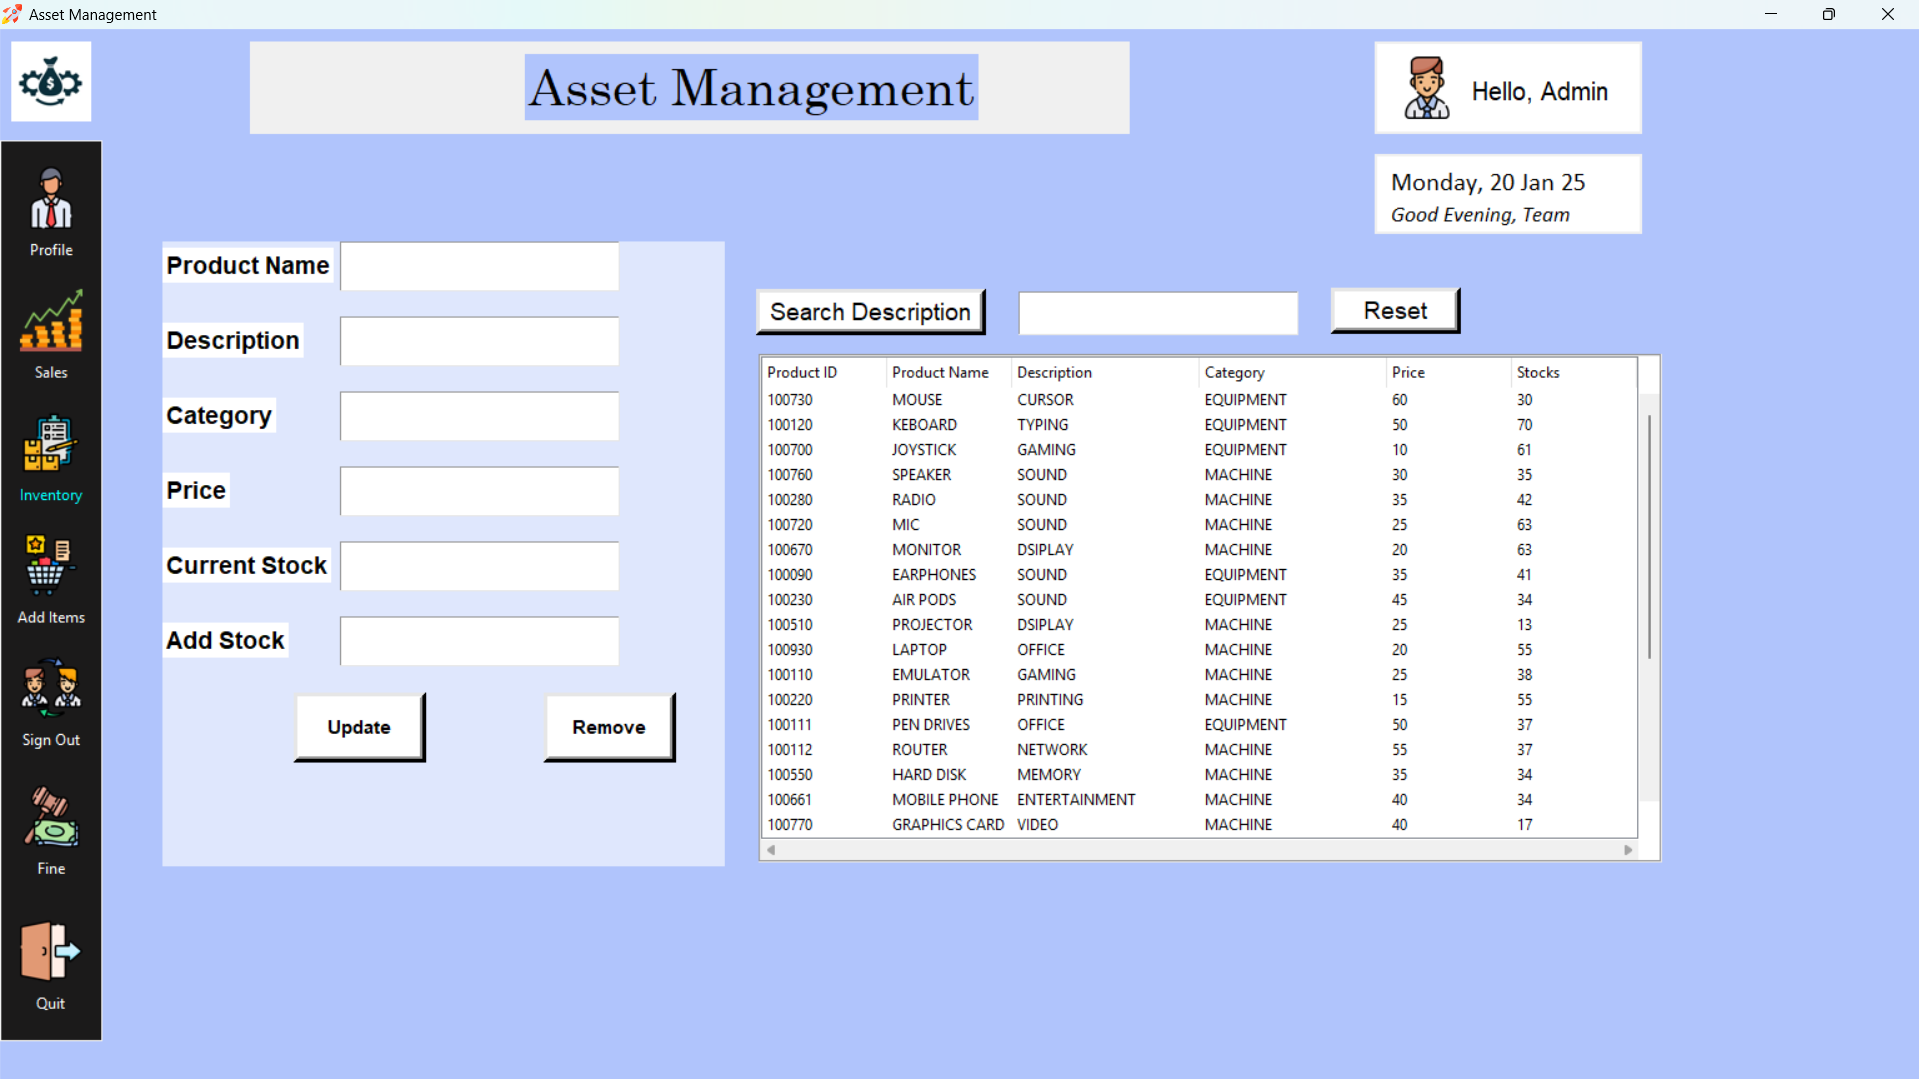 Asset Management
Asset Management
Hello, Admin
Monday, 20 Jan 25
Good Evening, Team
Profile
Sales
Inventory
Add Items
Sign Out
Fine
Quit
Product Name
Description
Category
Price
Current Stock
Add Stock
Update Remove
Search Description Reset
Product ID Product Name Description Category Price Stocks
100730 MOUSE CURSOR EQUIPMENT 60 30
100120 KEBOARD TYPING EQUIPMENT 50 70
100700 JOYSTICK GAMING EQUIPMENT 10 61
100760 SPEAKER SOUND MACHINE 30 35
100280 RADIO SOUND MACHINE 35 42
100720 MIC SOUND MACHINE 25 63
100670 MONITOR DSIPLAY MACHINE 20 63
100090 EARPHONES SOUND EQUIPMENT 35 41
100230 AIR PODS SOUND EQUIPMENT 45 34
100510 PROJECTOR DSIPLAY MACHINE 25 13
100930 LAPTOP OFFICE MACHINE 20 55
100110 EMULATOR GAMING MACHINE 25 38
100220 PRINTER PRINTING MACHINE 15 55
100111 PEN DRIVES OFFICE EQUIPMENT 50 37
100112 ROUTER NETWORK MACHINE 55 37
100550 HARD DISK MEMORY MACHINE 35 34
100661 MOBILE PHONE ENTERTAINMENT MACHINE 40 34
100770 GRAPHICS CARD VIDEO MACHINE 40 17